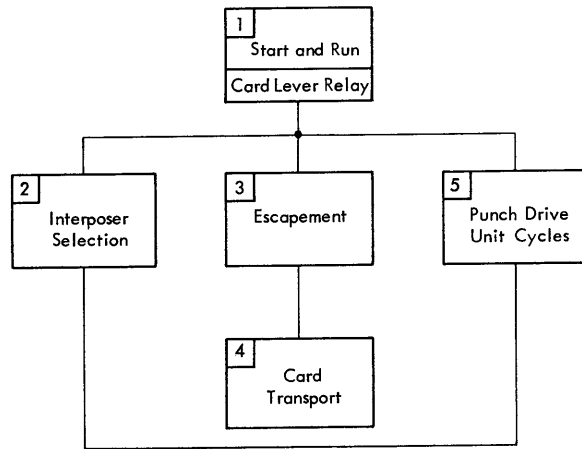 1
Start and Run
Card Lever Relay
2
Interposer
Selection
3
Escapement
5
Punch Drive
Unit Cycles
4
Card
Transport